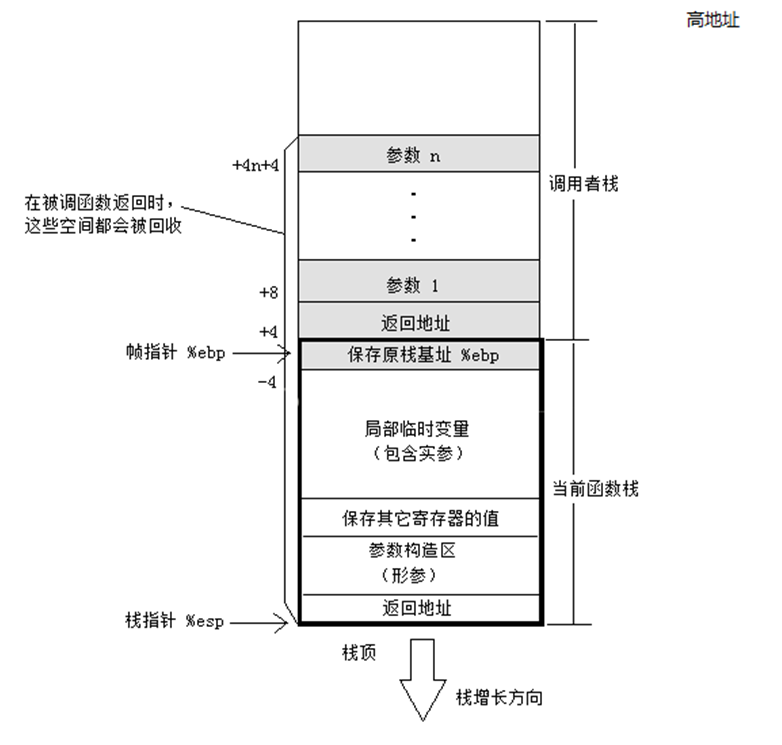 高地址
+4n+4
参数 n
调用者栈
在被调函数返回时，
这些空间都会被回收
+8
参数 1
+4
返回地址
帧指针 %ebp
保存原栈基址 %ebp
-4
局部临时变量
（包含实参）
当前函数栈
保存其它寄存器的值
参数构造区
（形参）
返回地址
栈指针 %esp
栈顶
栈增长方向